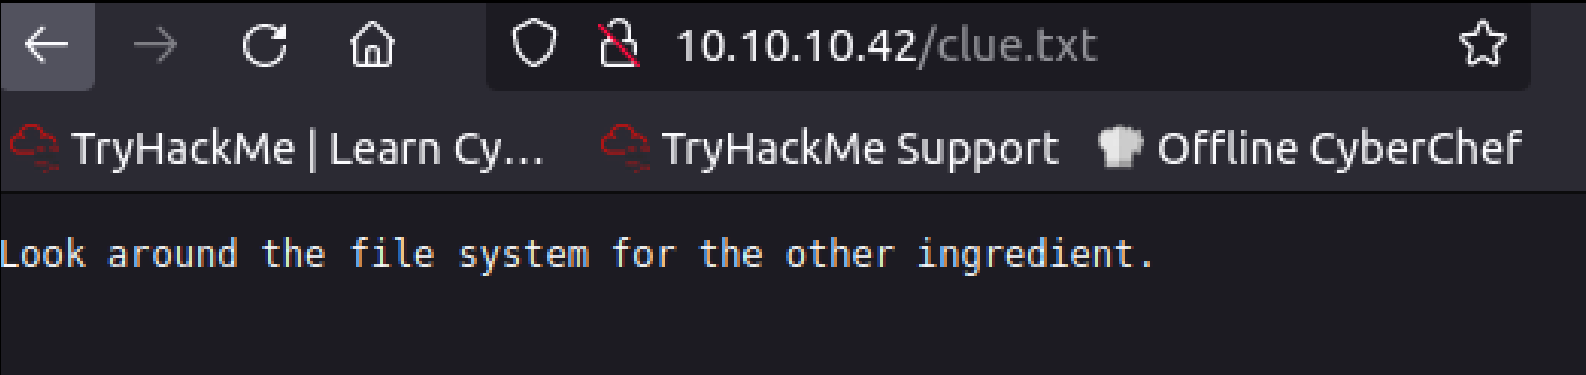 10.10.10.42/clue.txt
TryHackMe | Learn Cy... TryHackMe Support Offline CyberChef
Look around the file system for the other ingredient.